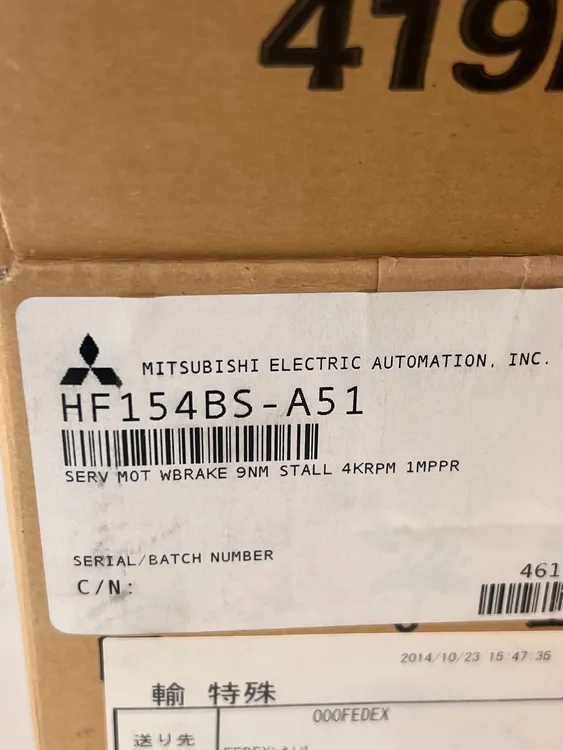 MITSUBISHI ELECTRIC AUTOMATION, INC.
HF154BS-A51
SERV MOT WBRAKE 9NM STALL 4KRPM 1MPPR
SERIAL/BATCH NUMBER
C/N:
461
2014/10/23 15:47:35
輸 特殊
000FEDEX
送り先